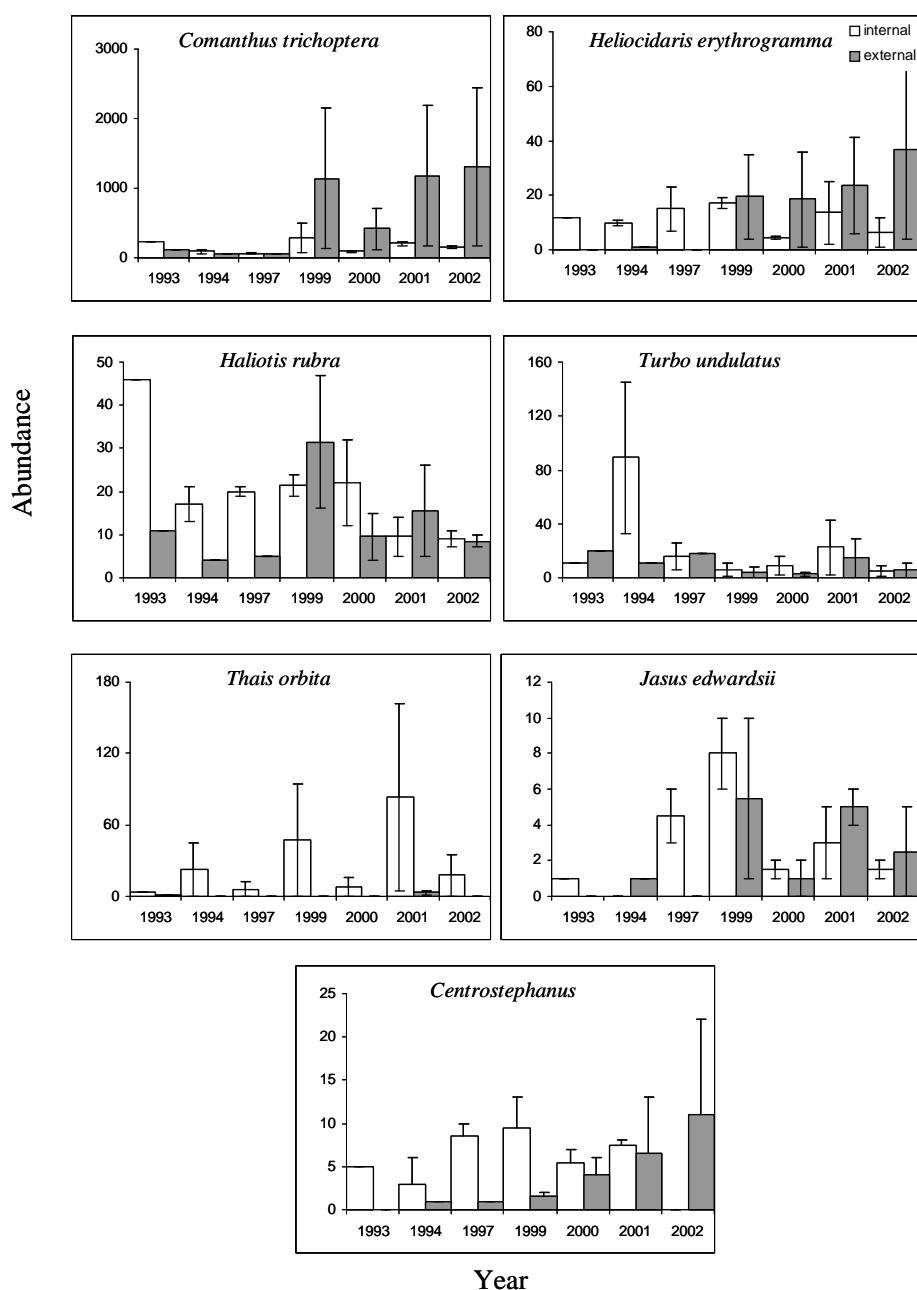 Comanthus trichoptera
3000
2000
1000
0
1993 1994 1997 1999 2000 2001 2002
Heliocidaris erythrogramma
internal
external
80
60
40
20
0
1993 1994 1997 1999 2000 2001 2002
Abundance
Haliotis rubra
50
40
30
20
10
0
1993 1994 1997 1999 2000 2001 2002
Turbo undulatus
160
120
80
40
0
1993 1994 1997 1999 2000 2001 2002
Thais orbita
180
120
60
0
1993 1994 1997 1999 2000 2001 2002
Jasus edwardsii
12
10
8
6
4
2
0
1993 1994 1997 1999 2000 2001 2002
Centrostephanus
25
20
15
10
5
0
1993 1994 1997 1999 2000 2001 2002
Year